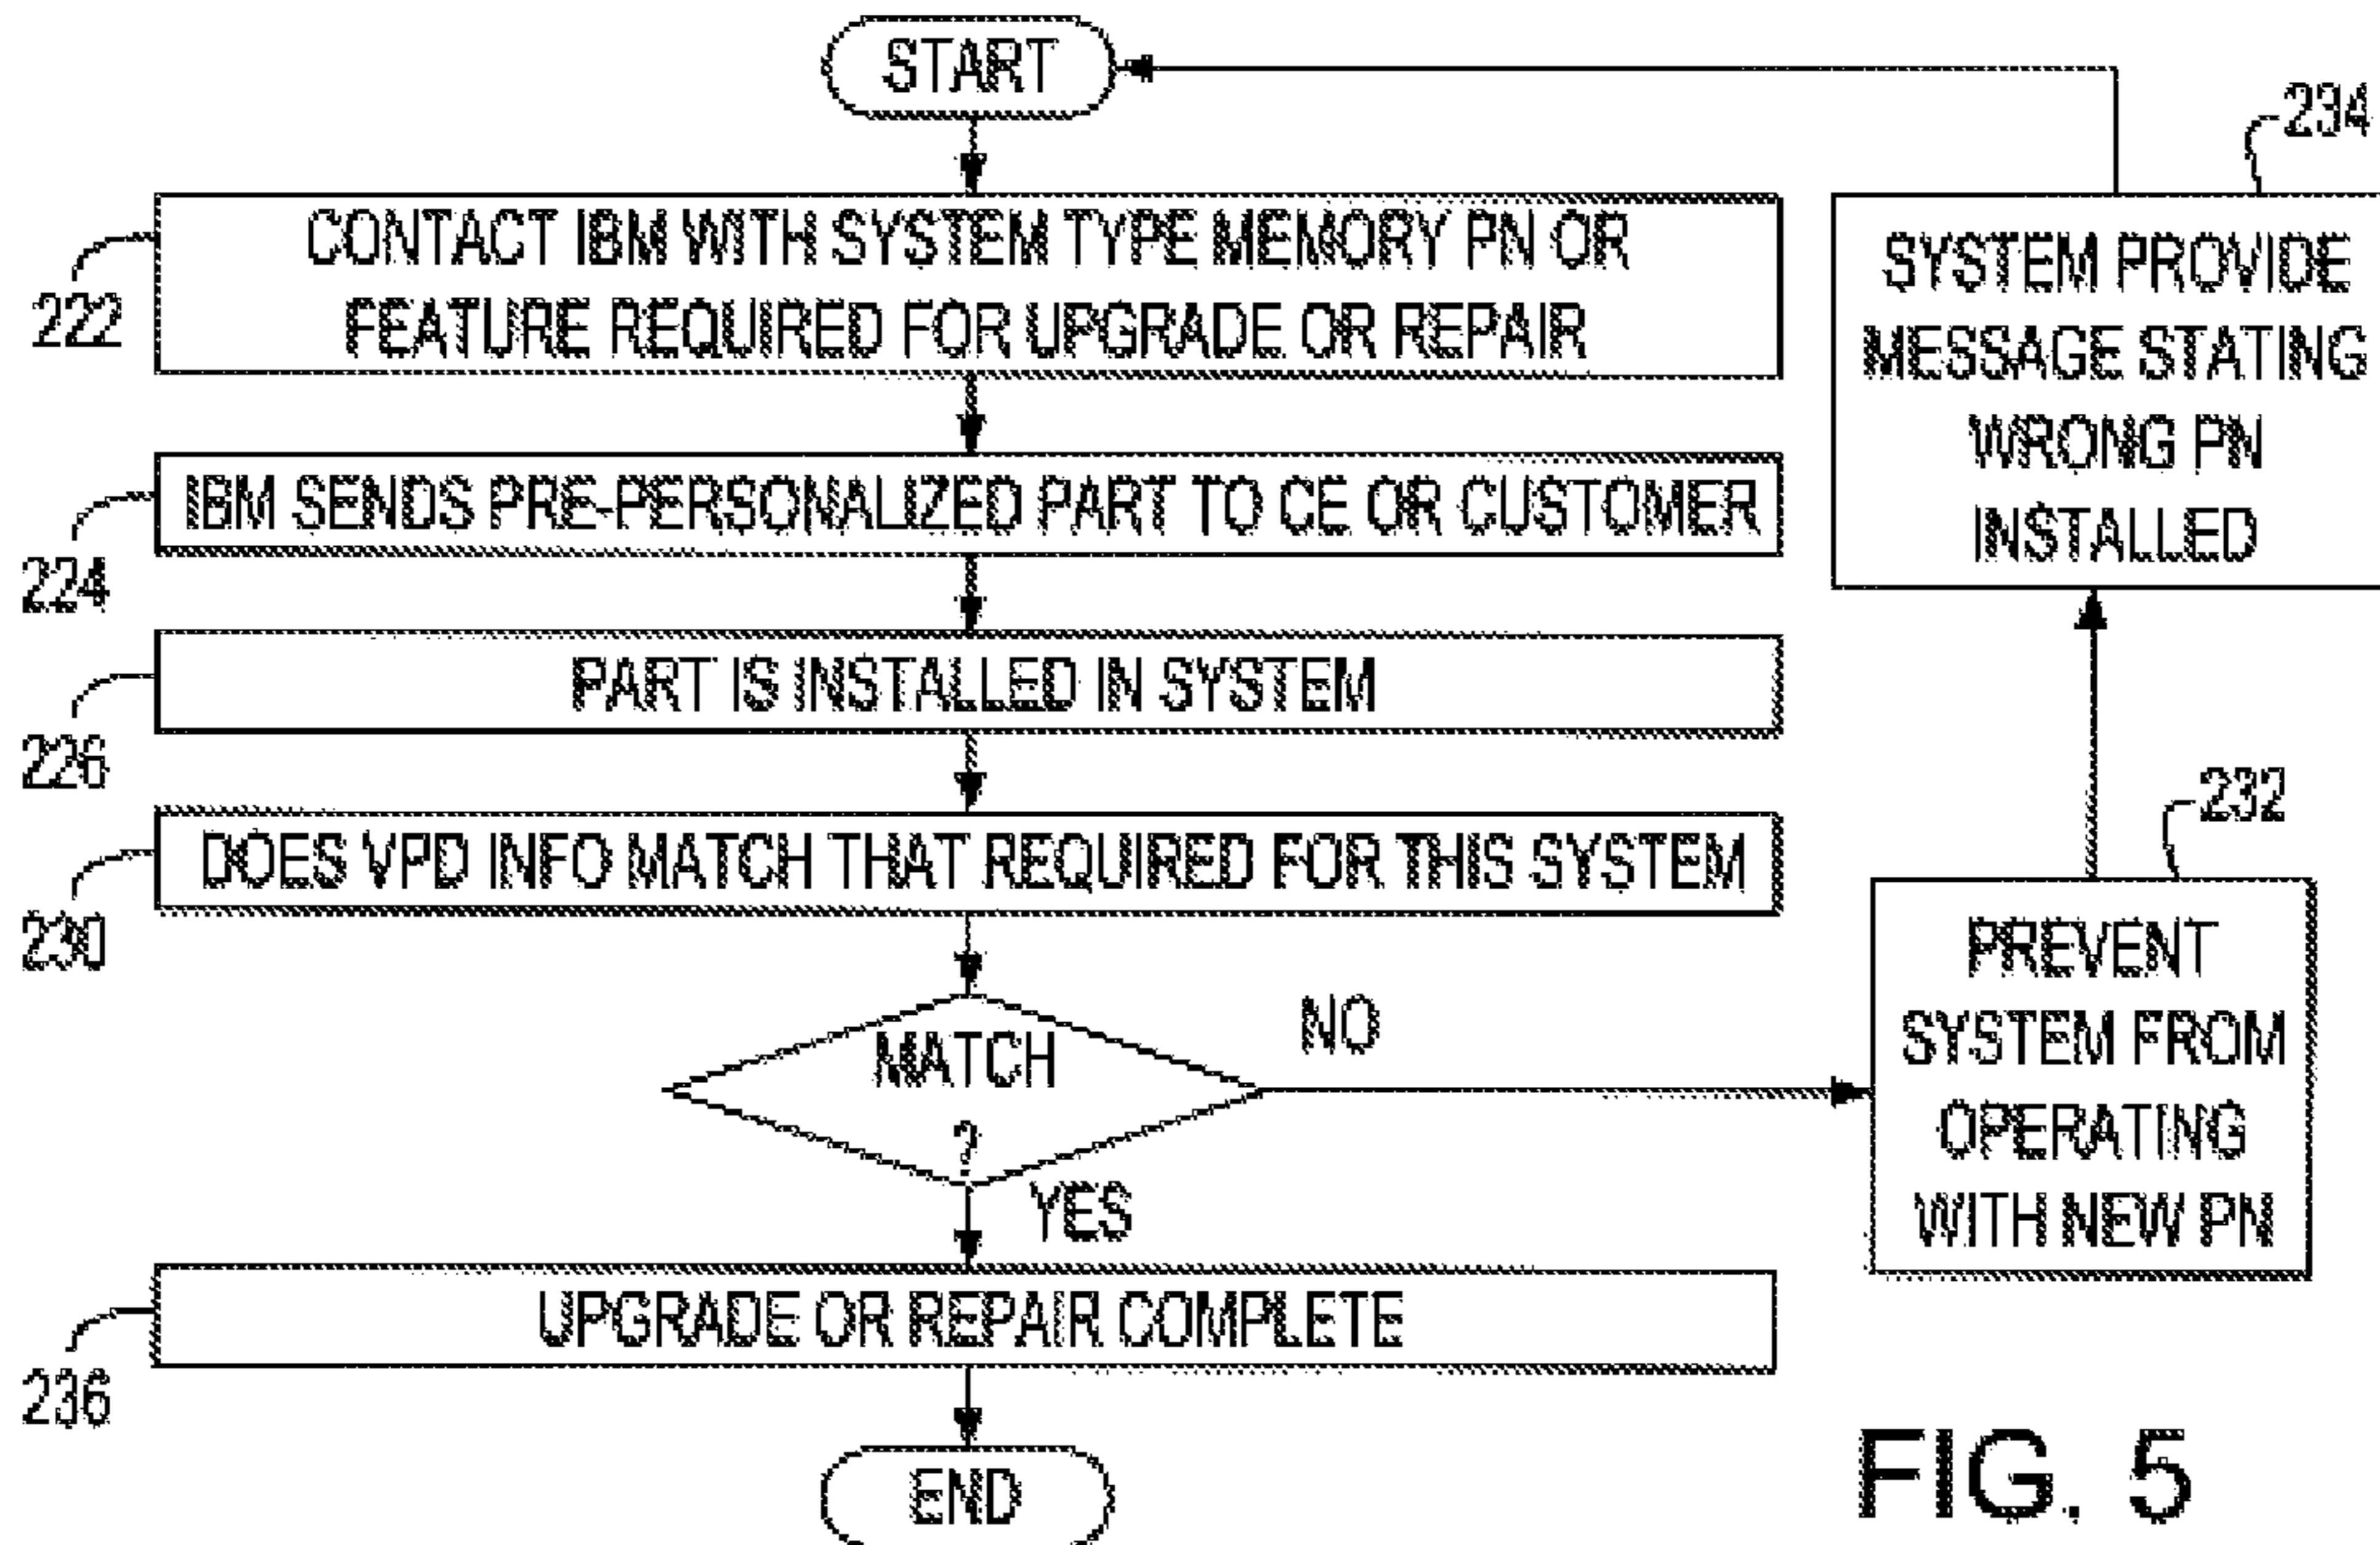 START
234
CONTACT IBM WITH SYSTEM TYPE MEMORY PN OR
FEATURE REQUIRED FOR UPGRADE OR REPAIR
222
SYSTEM PROVIDE
MESSAGE STATING
WRONG PN
INSTALLED
IBM SENDS PRE-PERSONALIZED PART TO CE OR CUSTOMER
224
PART IS INSTALLED IN SYSTEM
226
DOES VPD INFO MATCH THAT REQUIRED FOR THIS SYSTEM
230
232
PREVENT
SYSTEM FROM
OPERATING
WITH NEW PN
MATCH
?
NO
YES
UPGRADE OR REPAIR COMPLETE
236
END
FIG. 5